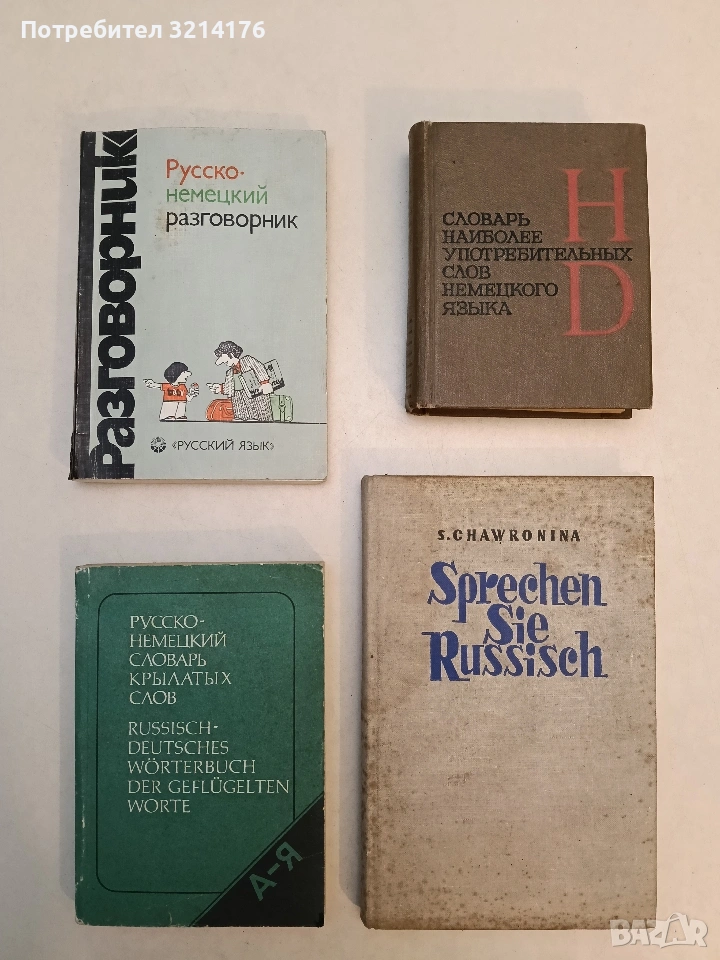 Потребител 3214176
Разговорник
Русско-
немецкий
разговорник
«РУССКИЙ ЯЗЫК»
СЛОВАРЬ
НАИБОЛЕЕ
УПОТРЕБИТЕЛЬНЫХ
СЛОВ
НЕМЕЦКОГО
ЯЗЫКА
Н
D
РУССКО-
НЕМЕЦКИЙ
СЛОВАРЬ
КРЫЛАТЫХ
СЛОВ
RUSSISCH-
DEUTSCHES
WÖRTERBUCH
DER GEFLÜGELTEN
WORTE
А-Я
S. CHAWRONINA
Sprechen
Sie
Russisch
BAZAR